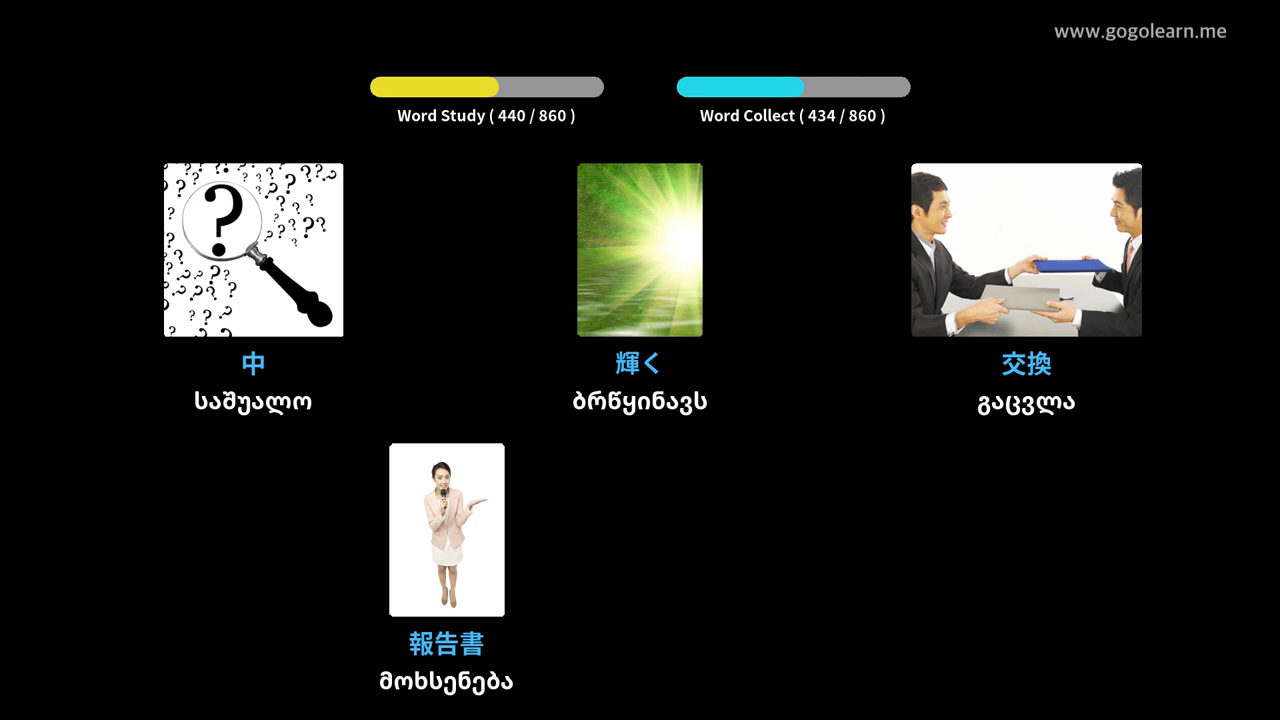 www.gogolearn.me
Word Study ( 440 / 860 )
Word Collect ( 434 / 860 )
中
საშუალო
輝く
ბრწყინავს
交換
გაცვლა
報告書
მოხსენება